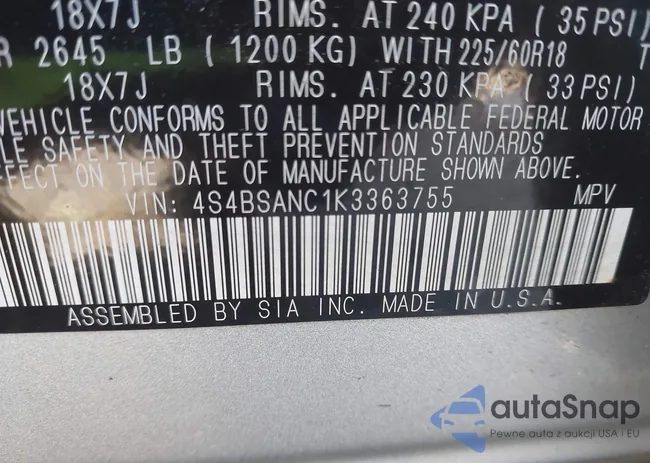 18X7J RIMS. AT 240 KPA ( 35 PSI)
R 2645 LB ( 1200 KG) WITH 225/60R18 T
18X7J RIMS. AT 230 KPA ( 33 PSI)
VEHICLE CONFORMS TO ALL APPLICABLE FEDERAL MOTOR
LE SAFETY AND THEFT PREVENTION STANDARDS
FFECT ON THE DATE OF MANUFACTURE SHOWN ABOVE.
VIN: 4S4BSANC1K3363755 MPV
ASSEMBLED BY SIA INC. MADE IN U.S.A.
autaSnap
Pewne auta z aukcji USA i EU